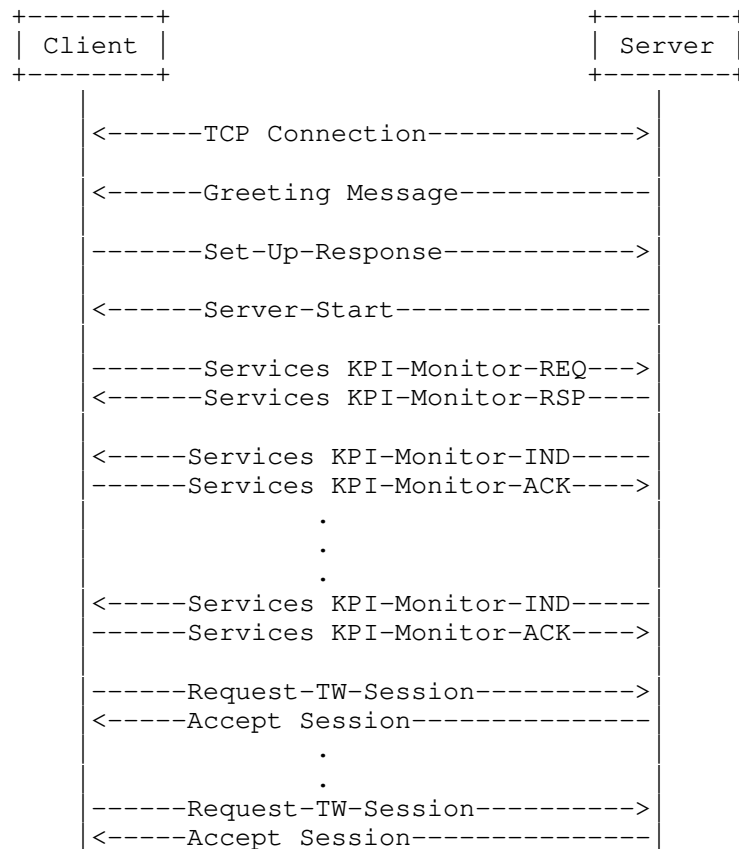 Client Server
TCP Connection
Greeting Message
Set-Up-Response
Server-Start
Services KPI-Monitor-REQ
Services KPI-Monitor-RSP
Services KPI-Monitor-IND
Services KPI-Monitor-ACK
.
.
.
Services KPI-Monitor-IND
Services KPI-Monitor-ACK
Request-TW-Session
Accept Session
.
.
Request-TW-Session
Accept Session